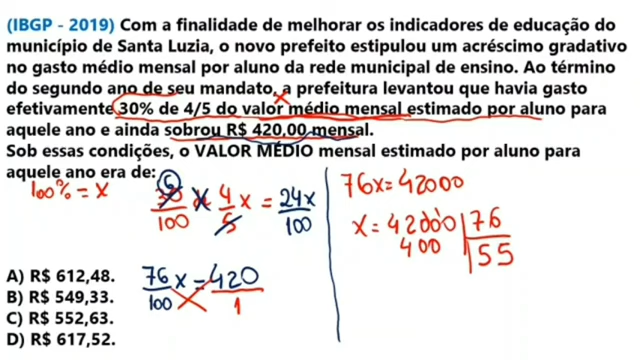 (IBGP - 2019) Com a finalidade de melhorar os indicadores de educação do
município de Santa Luzia, o novo prefeito estipulou um acréscimo gradativo
no gasto médio mensal por aluno da rede municipal de ensino. Ao término
do segundo ano de seu mandato, a prefeitura levantou que havia gasto
x
efetivamente 30% de 4/5 do valor médio mensal estimado por aluno para
aquele ano e ainda sobrou R$ 420,00 mensal.
Sob essas condições, o VALOR MÉDIO mensal estimado por aluno para
aquele ano era de:
100% = x
6
30/100 x 4/5 x = 24x/100
76x = 42000
x = 42000 | 76
400 55
76/100 x = 420/1
A) R$ 612,48.
B) R$ 549,33.
C) R$ 552,63.
D) R$ 617,52.